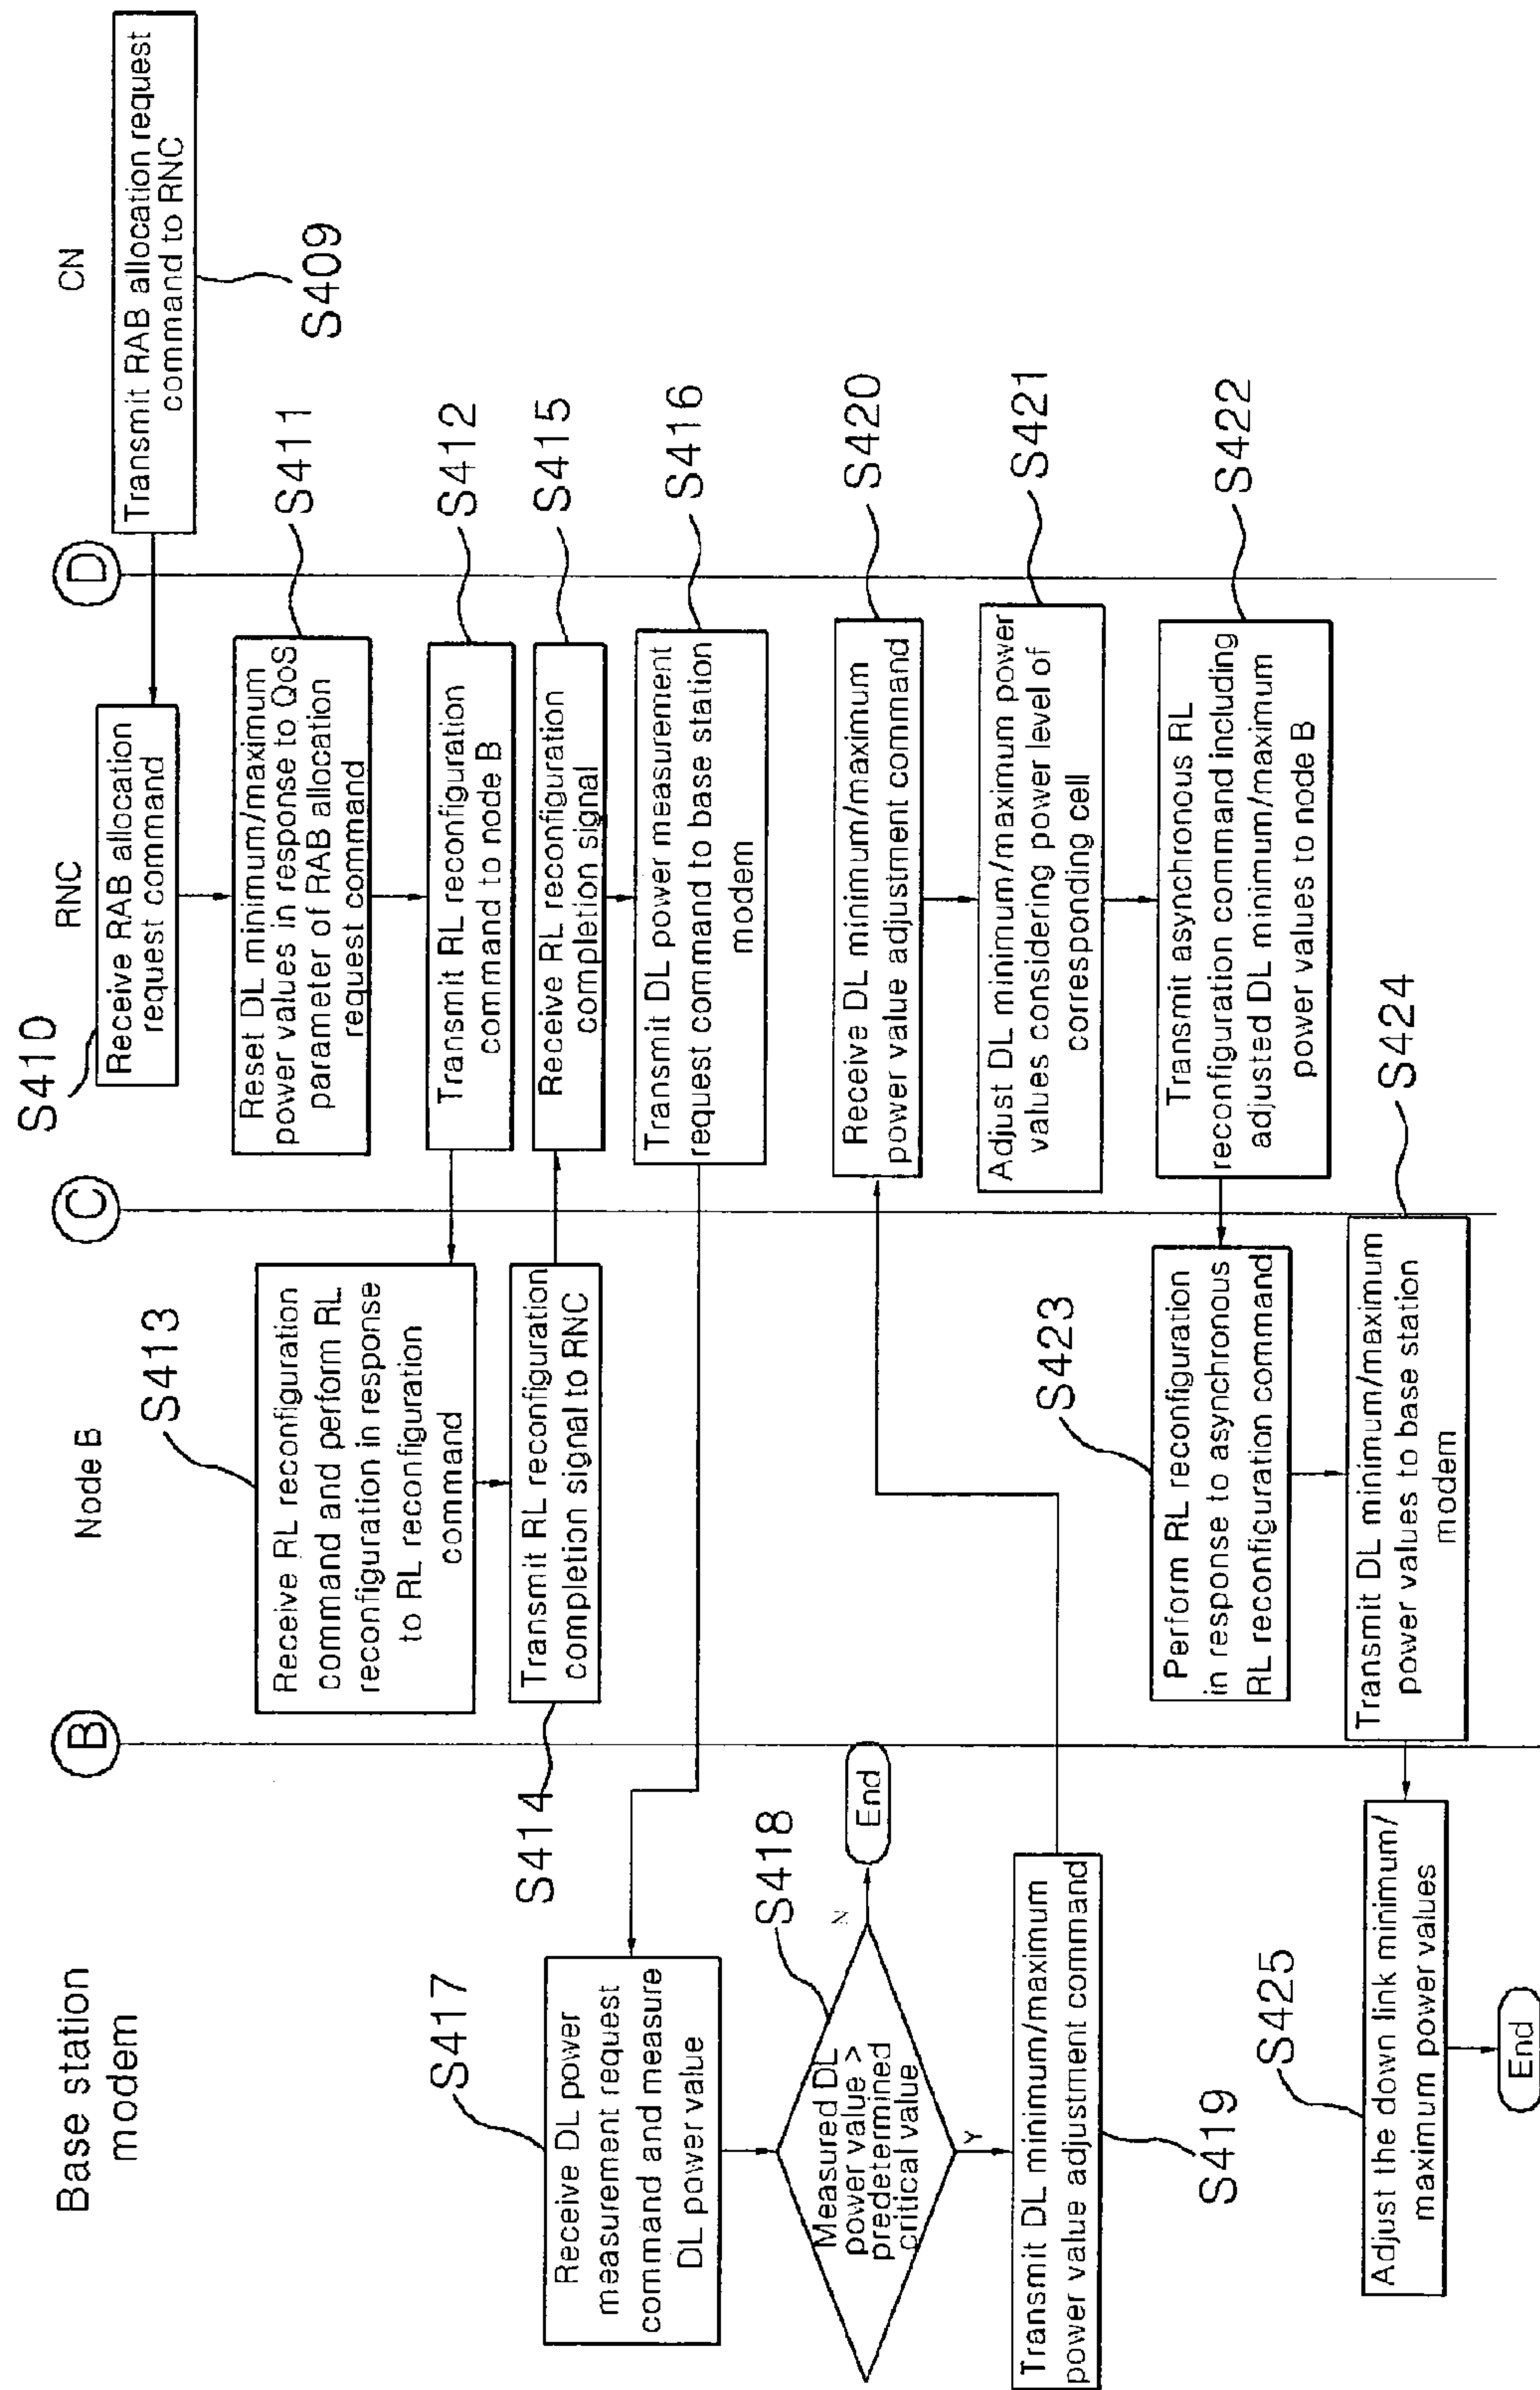 Base station
modem
B
Node B
C
RNC
D
CN
Transmit RAB allocation request
command to RNC
S409
S410
Receive RAB allocation
request command
Reset DL minimum/maximum
power values in response to QoS
parameter of RAB allocation
request command
S411
Transmit RL reconfiguration
command to node B
S412
S413
Receive RL reconfiguration
command and perform RL
reconfiguration in response
to RL reconfiguration
command
Transmit RL reconfiguration
completion signal to RNC
S414
Receive RL reconfiguration
completion signal
S415
Transmit DL power measurement
request command to base station
modem
S416
S417
Receive DL power
measurement request
command and measure
DL power value
S418
Measured DL
power value >
predetermined
critical value
N
End
Y
Transmit DL minimum/maximum
power value adjustment command
S419
Receive DL minimum/maximum
power value adjustment command
S420
Adjust DL minimum/maximum power
values considering power level of
corresponding cell
S421
Transmit asynchronous RL
reconfiguration command including
adjusted DL minimum/maximum
power values to node B
S422
S423
Perform RL reconfiguration
in response to asynchronous
RL reconfiguration command
S424
Transmit DL minimum/maximum
power values to base station
modem
S425
Adjust the down link minimum/
maximum power values
End